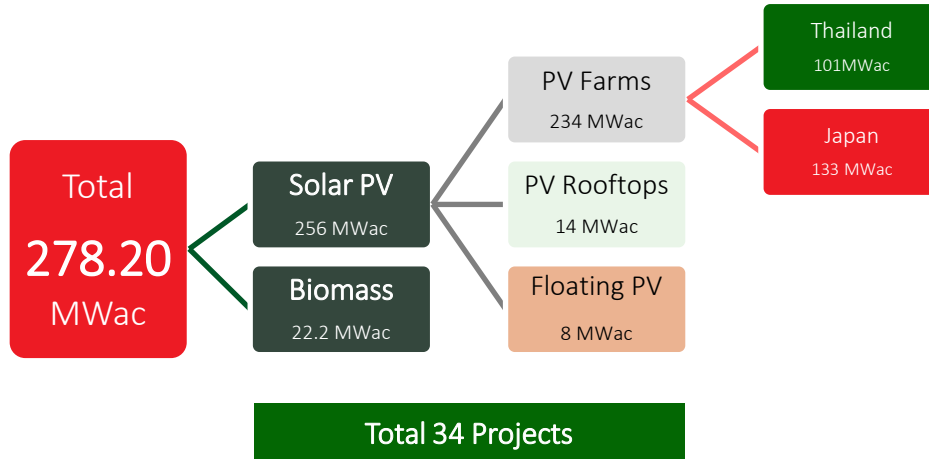 Total
278.20
MWac
Solar PV
256 MWac
Biomass
22.2 MWac
PV Farms
234 MWac
PV Rooftops
14 MWac
Floating PV
8 MWac
Thailand
101MWac
Japan
133 MWac
Total 34 Projects